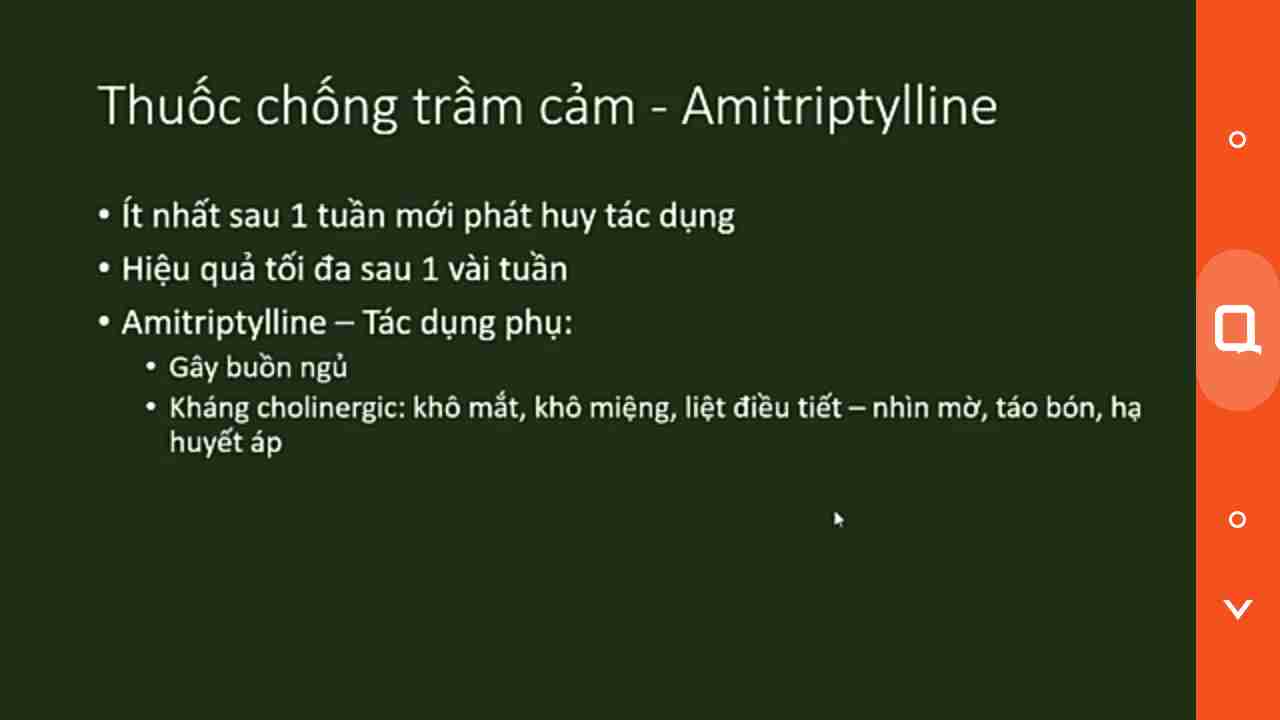 Thuốc chống trầm cảm - Amitriptylline
• Ít nhất sau 1 tuần mới phát huy tác dụng
• Hiệu quả tối đa sau 1 vài tuần
• Amitriptylline – Tác dụng phụ:
• Gây buồn ngủ
• Kháng cholinergic: khô mắt, khô miệng, liệt điều tiết – nhìn mờ, táo bón, hạ
huyết áp